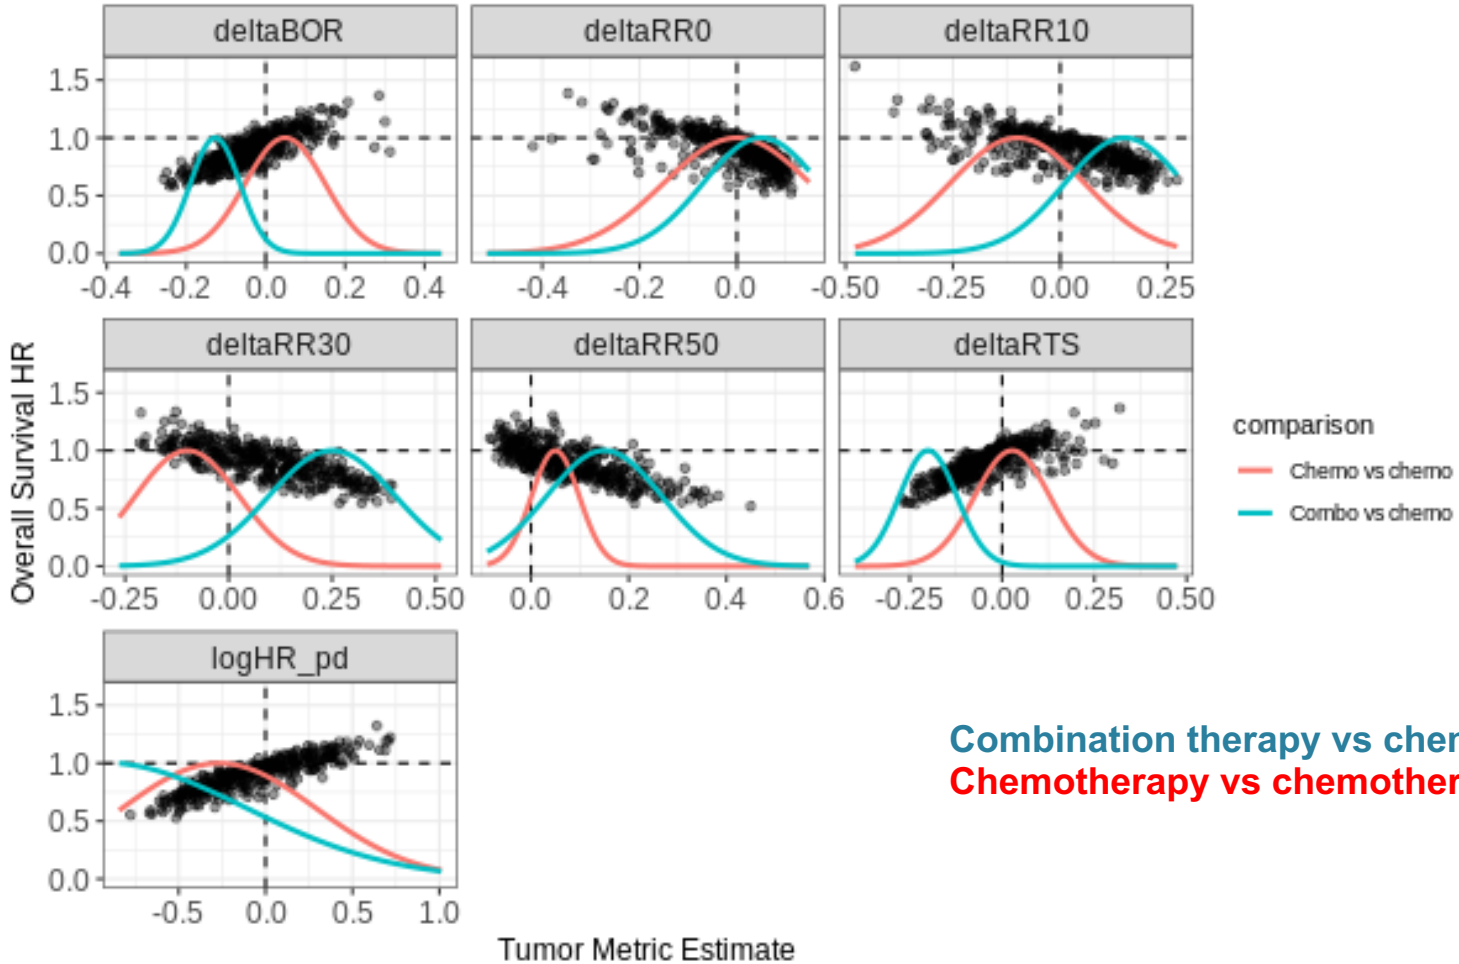 deltaBOR deltaRR0 deltaRR10
1.5
1.0
0.5
0.0
-0.4 -0.2 0.0 0.2 0.4 -0.4 -0.2 0.0 -0.50 -0.25 0.00 0.25
deltaRR30 deltaRR50 deltaRTS
1.5
1.0
0.5
0.0
-0.25 0.00 0.25 0.50 0.0 0.2 0.4 0.6 -0.25 0.00 0.25 0.50
Overall Survival HR
comparison
Chemo vs chemo
Combo vs chemo
logHR_pd
1.5
1.0
0.5
0.0
-0.5 0.0 0.5 1.0
Tumor Metric Estimate
Combination therapy vs
Chemotherapy vs